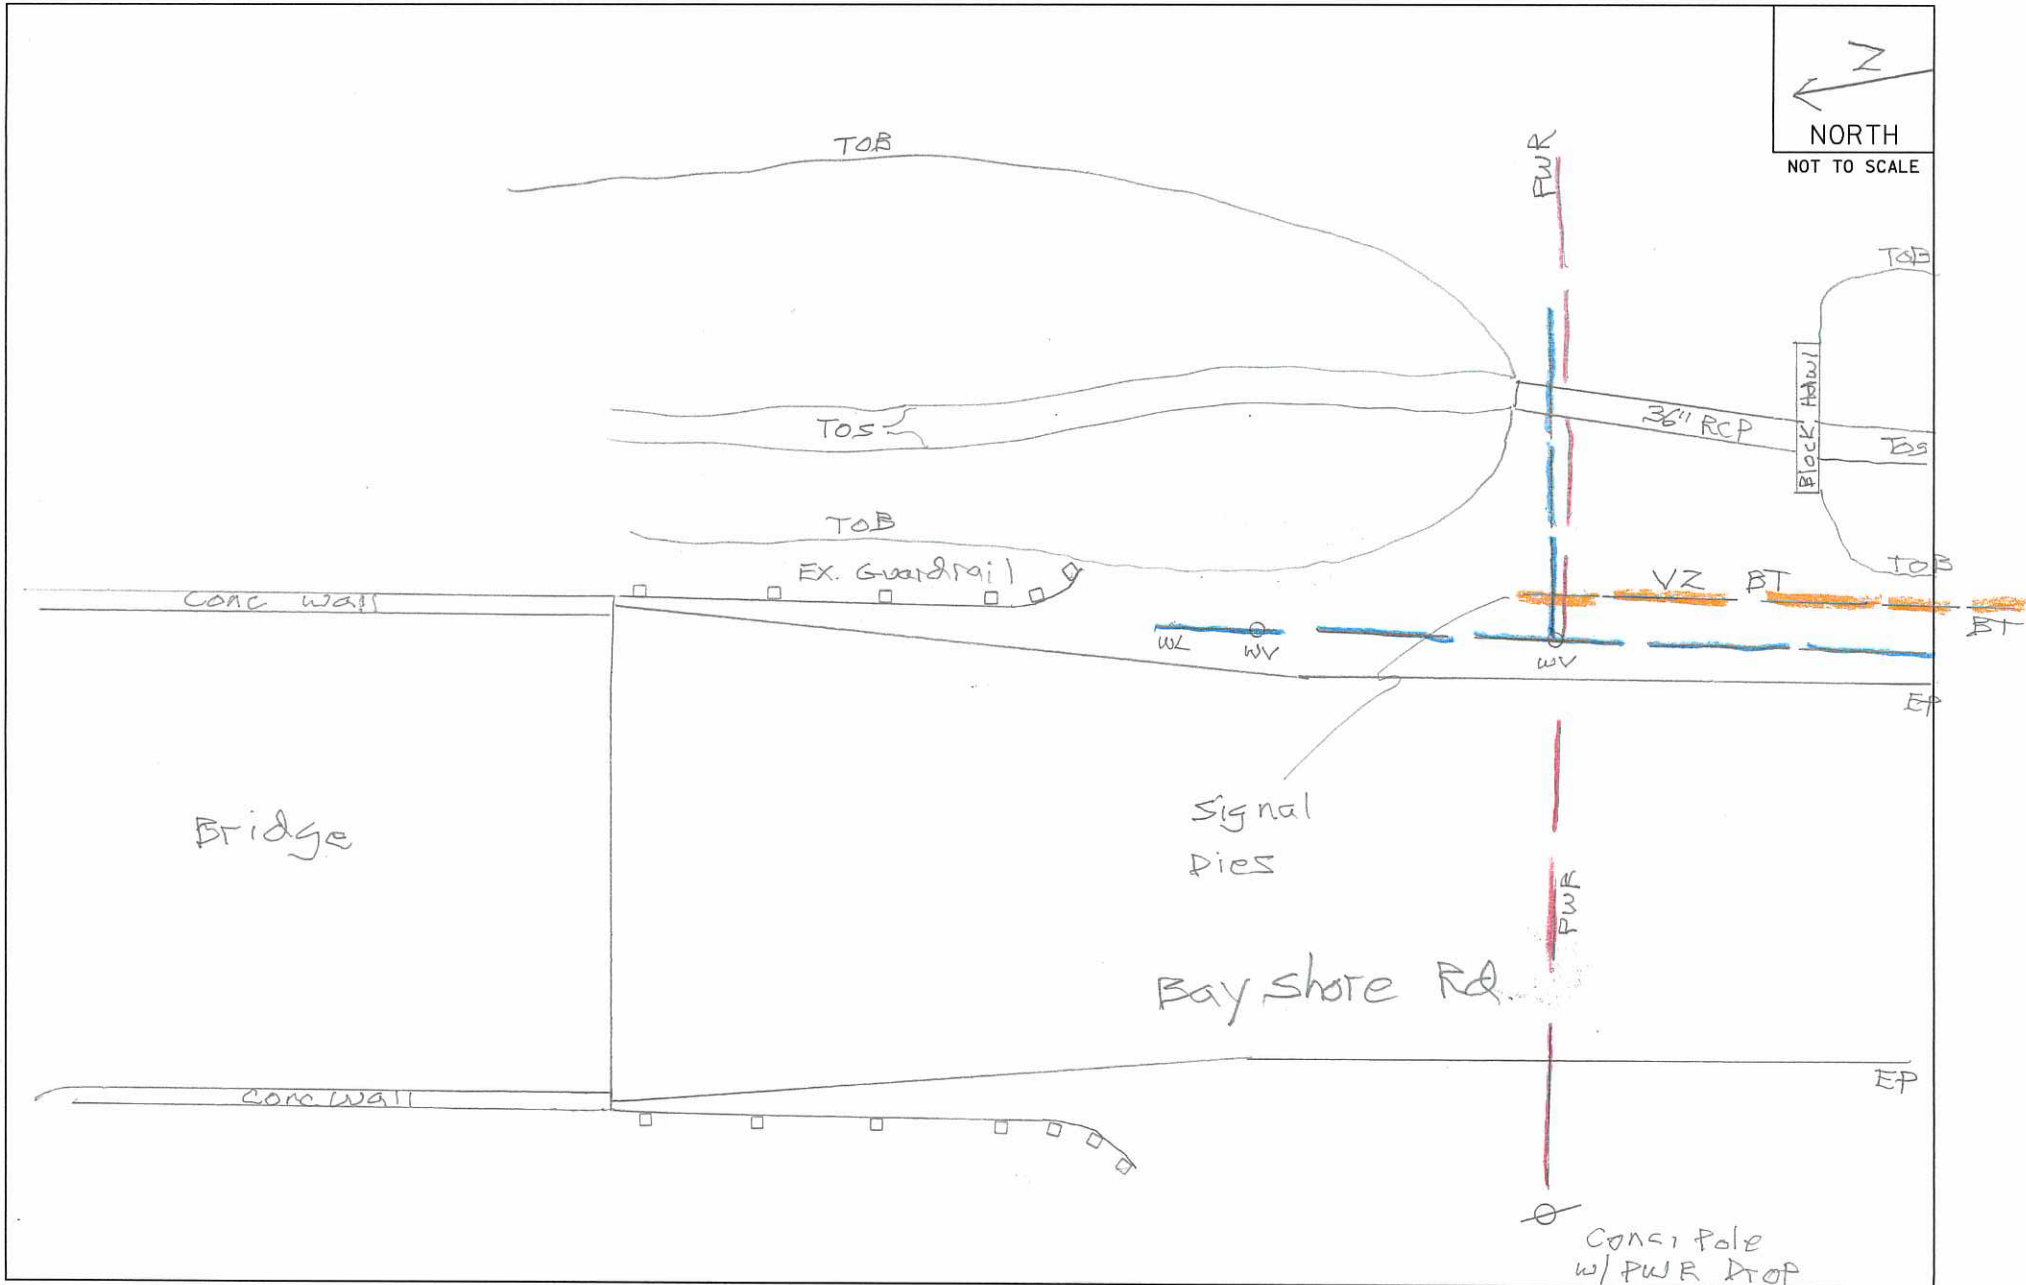 Z
NORTH
NOT TO SCALE
TOB
PWR
TOB
TOS
36" RCP
Block Hdwl
TOS
TOB
TOB
Ex. Guardrail
VZ BT
BT
Conc Wall
WL
WV
WV
EP
Signal
Dies
Bridge
PWR
Bay Shore Rd.
EP
Conc Wall
Conc. Pole
w/ PWR Drop